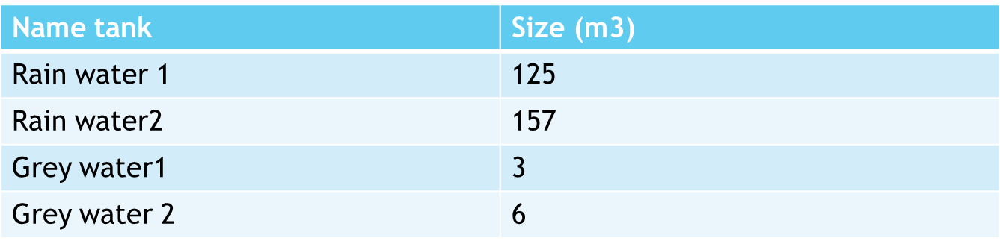 Name tank Size (m3)
Rain water 1 125
Rain water2 157
Grey water1 3
Grey water 2 6